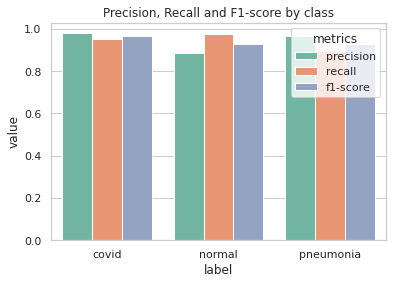 Precision, Recall and F1-score by class
metrics
precision
recall
f1-score
value
1.0
0.8
0.6
0.4
0.2
0.0
covid normal pneumonia
label